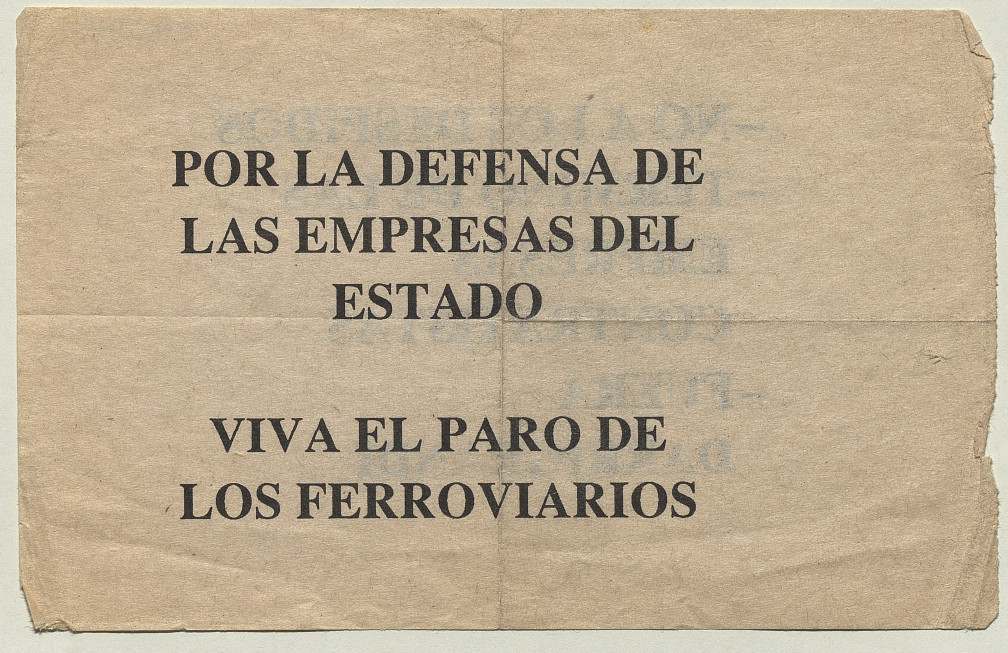 POR LA DEFENSA DE
LAS EMPRESAS DEL
ESTADO
VIVA EL PARO DE
LOS FERROVIARIOS